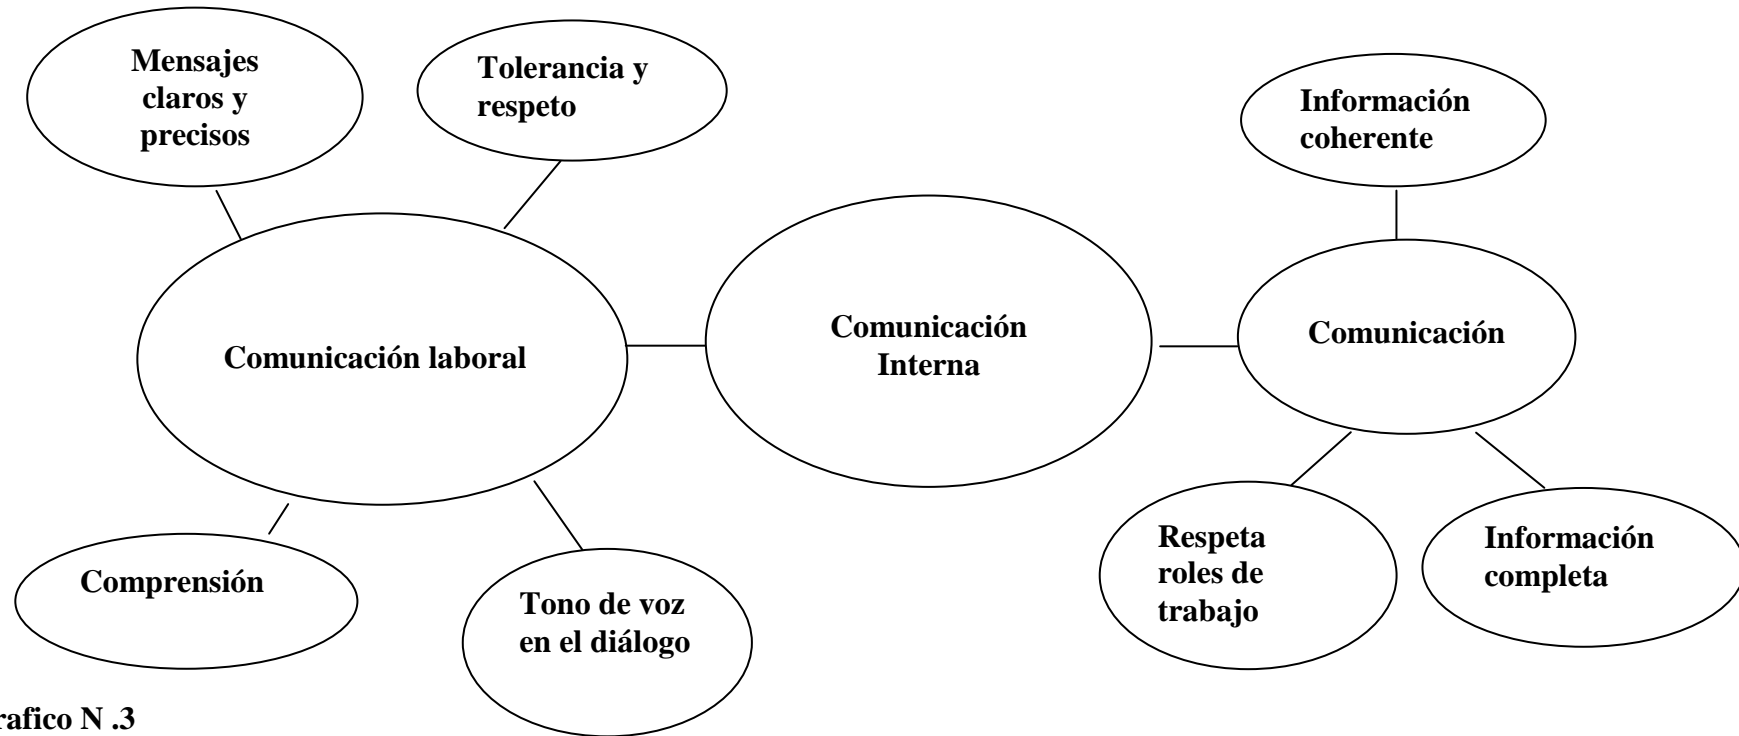 Mensajes
claros y
precisos
Tolerancia y
respeto
Información
coherente
Comunicación laboral
Comunicación
Interna
Comunicación
Comprensión
Tono de voz
en el diálogo
Respeta
roles de
trabajo
Información
completa
rafico N .3